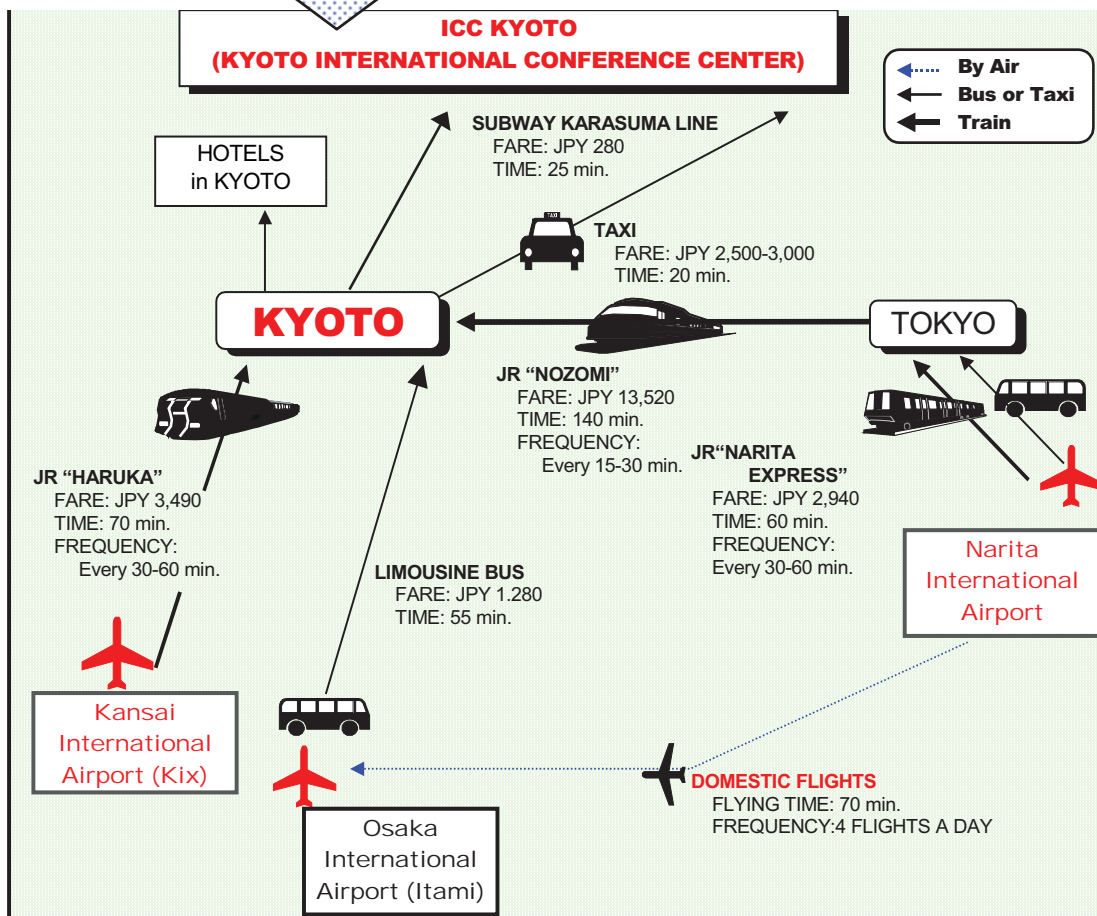 ICC KYOTO
(KYOTO INTERNATIONAL CONFERENCE CENTER)
By Air
Bus or Taxi
Train
SUBWAY KARASUMA LINE
FARE: JPY 280
TIME: 25 min.
HOTELS
in KYOTO
TAXI
TAXI
FARE: JPY 2,500-3,000
TIME: 20 min.
KYOTO
TOKYO
JR “NOZOMI”
FARE: JPY 13,520
TIME: 140 min.
FREQUENCY:
Every 15-30 min.
JR“NARITA
EXPRESS”
FARE: JPY 2,940
TIME: 60 min.
FREQUENCY:
Every 30-60 min.
JR “HARUKA”
FARE: JPY 3,490
TIME: 70 min.
FREQUENCY:
Every 30-60 min.
LIMOUSINE BUS
FARE: JPY 1.280
TIME: 55 min.
Narita
International
Airport
Kansai
International
Airport (Kix)
DOMESTIC FLIGHTS
FLYING TIME: 70 min.
FREQUENCY:4 FLIGHTS A DAY
Osaka
International
Airport (Itami)